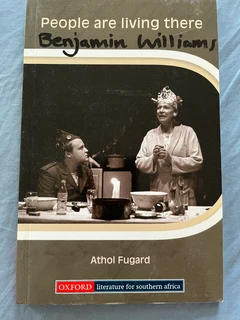 People are living there
Benjamin Williams
Athol Fugard
OXFORD literature for southern africa